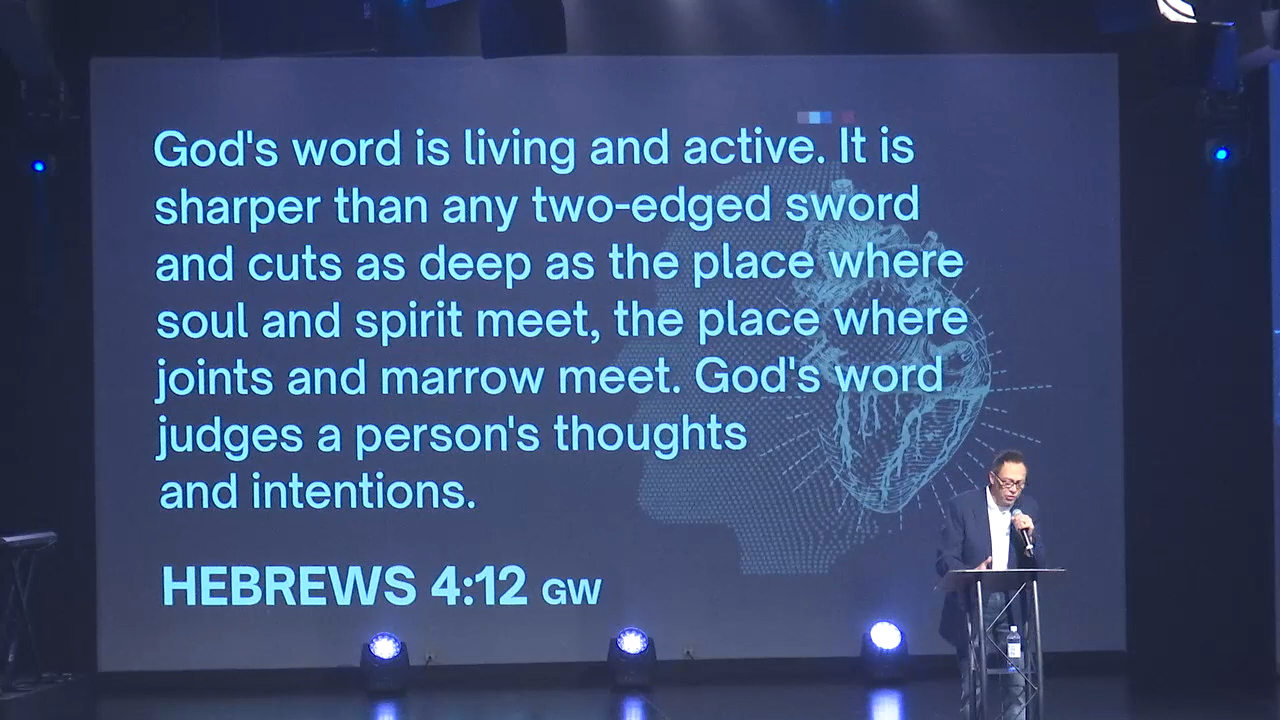 God's word is living and active. It is
sharper than any two-edged sword
and cuts as deep as the place where
soul and spirit meet, the place where
joints and marrow meet. God's word
judges a person's thoughts
and intentions.
HEBREWS 4:12 GW